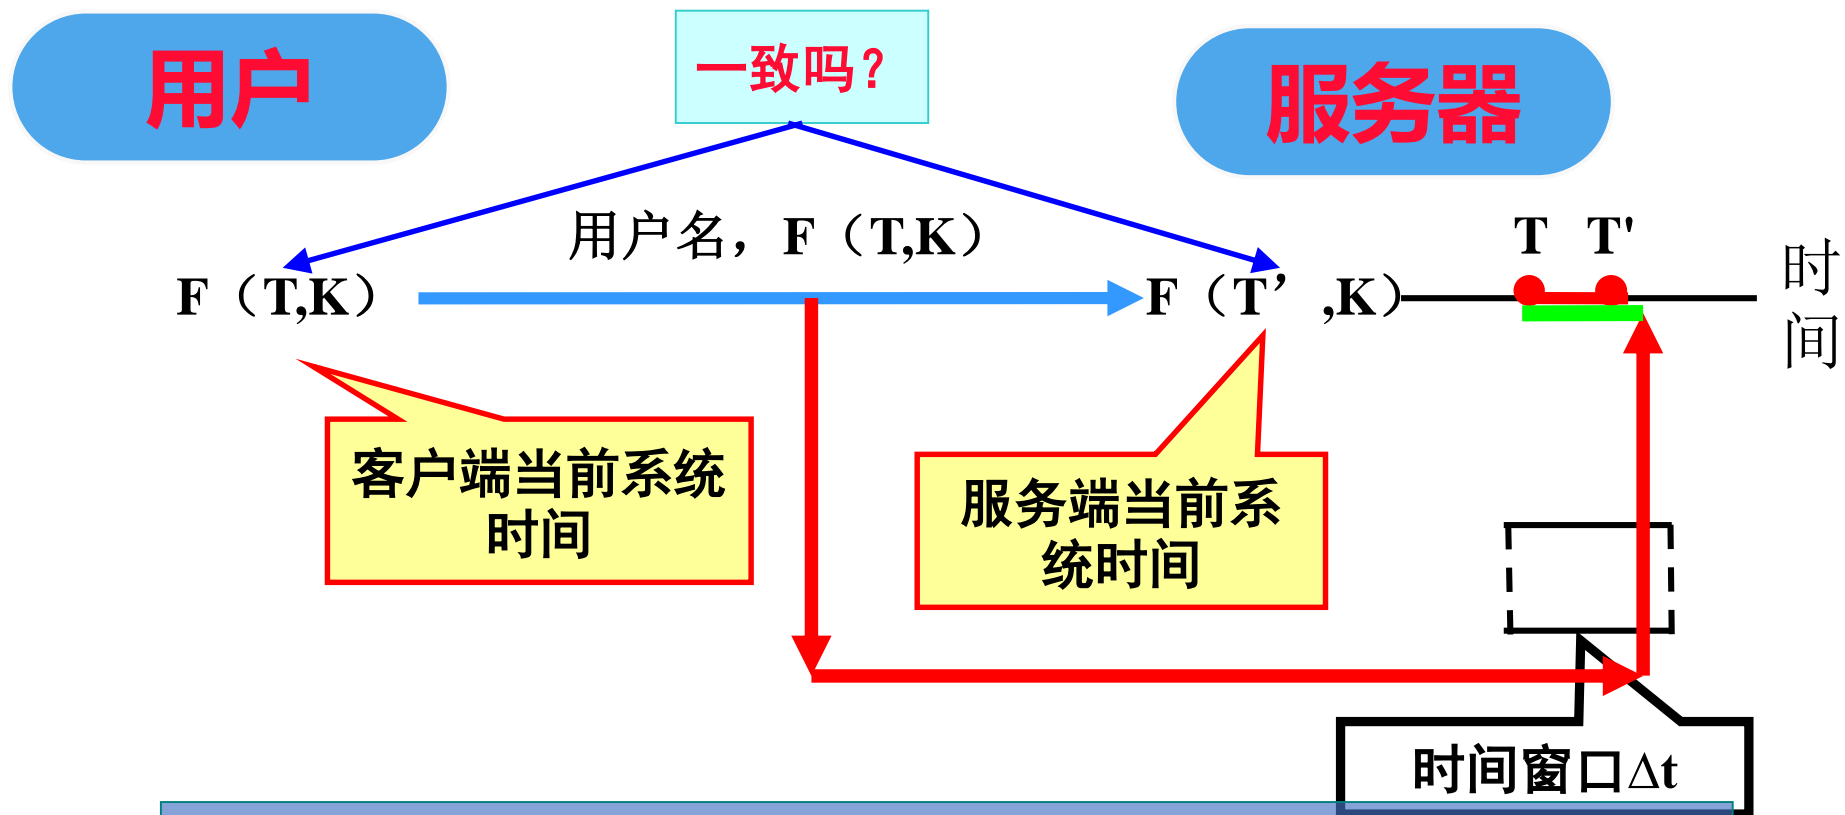 用户
一致吗？
服务器
用户名，F（T,K）
T T'
时
间
F（T,K）
F（T’,K）
客户端当前系统
时间
服务端当前系
统时间
时间窗口Δt